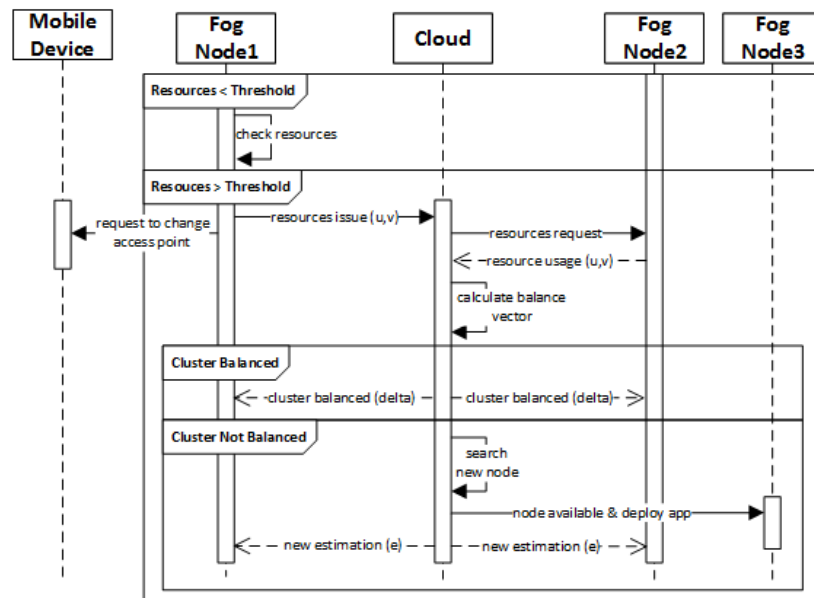 Mobile
Device
Fog
Node1
Cloud
Fog
Node2
Fog
Node3
Resources < Threshold
check resources
Resouces > Threshold
request to change
access point
resources issue (u,v)
resources request
resource usage (u,v)
calculate balance
vector
Cluster Balanced
cluster balanced (delta)
cluster balanced (delta)
Cluster Not Balanced
search
new node
node available & deploy app
new estimation (e)
new estimation (e)